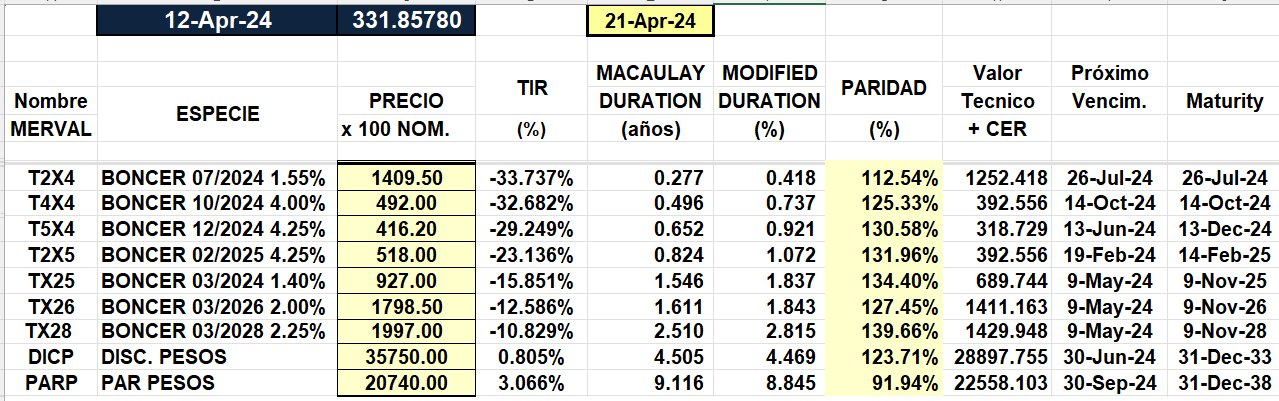 12-Apr-24 331.85780 21-Apr-24
MACAULAY MODIFIED Valor Próximo
TIR PARIDAD
Nombre PRECIO DURATION DURATION Tecnico Vencim. Maturity
ESPECIE
MERVAL x 100 NOM. (%) (años) (%) (%) + CER
T2X4 BONCER 07/2024 1.55% 1409.50 -33.737% 0.277 0.418 112.54% 1252.418 26-Jul-24 26-Jul-24
T4X4 BONCER 10/2024 4.00% 492.00 -32.682% 0.496 0.737 125.33% 392.556 14-Oct-24 14-Oct-24
T5X4 BONCER 12/2024 4.25% 416.20 -29.249% 0.652 0.921 130.58% 318.729 13-Jun-24 13-Dec-24
T2X5 BONCER 02/2025 4.25% 518.00 -23.136% 0.824 1.072 131.96% 392.556 19-Feb-24 14-Feb-25
TX25 BONCER 03/2024 1.40% 927.00 -15.851% 1.546 1.837 134.40% 689.744 9-May-24 9-Nov-25
TX26 BONCER 03/2026 2.00% 1798.50 -12.586% 1.611 1.843 127.45% 1411.163 9-May-24 9-Nov-26
TX28 BONCER 03/2028 2.25% 1997.00 -10.829% 2.510 2.815 139.66% 1429.948 9-May-24 9-Nov-28
DICP DISC. PESOS 35750.00 0.805% 4.505 4.469 123.71% 28897.755 30-Jun-24 31-Dec-33
PARP PAR PESOS 20740.00 3.066% 9.116 8.845 91.94% 22558.103 30-Sep-24 31-Dec-38